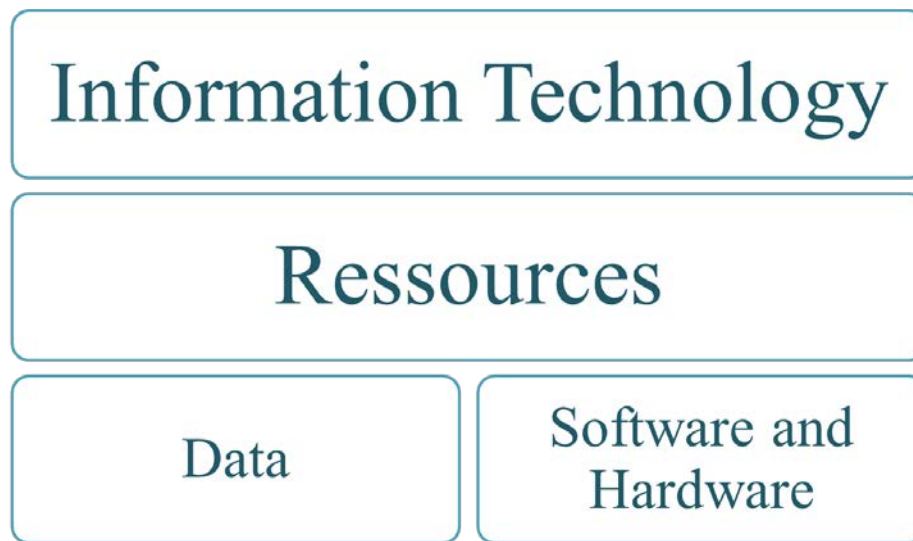 Information Technology
Ressources
Data
Software and
Hardware